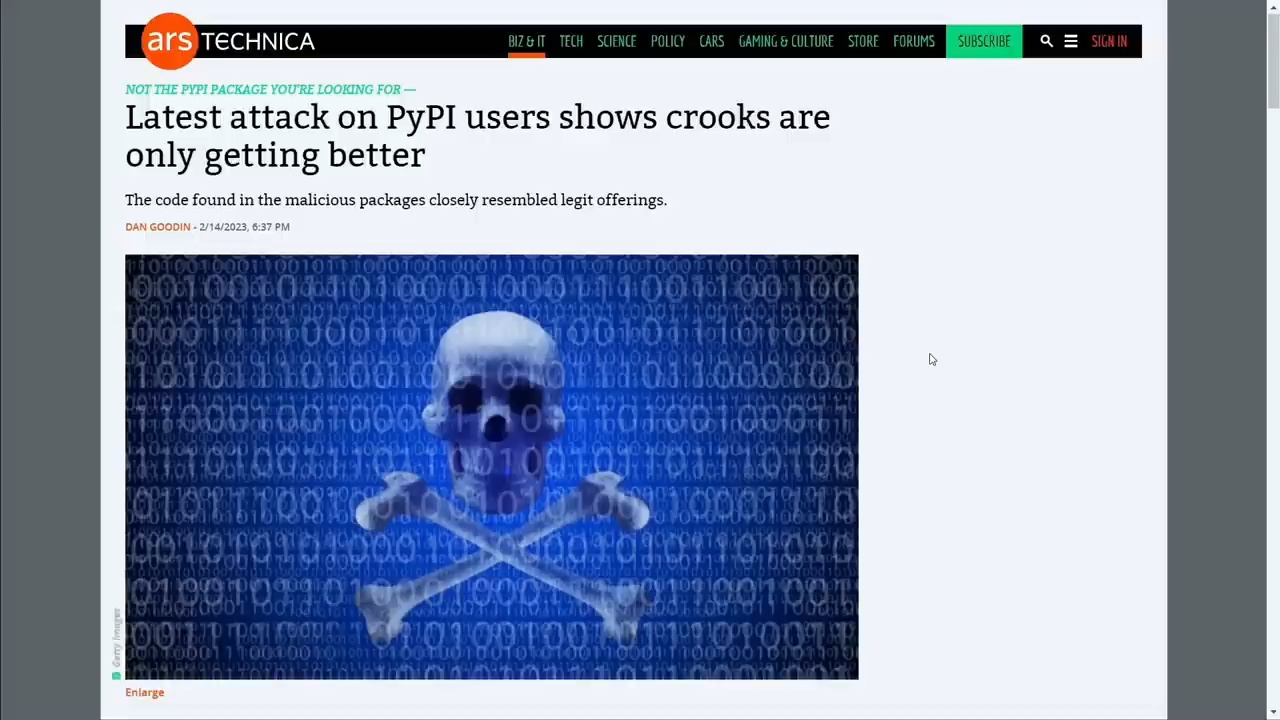 ars TECHNICA
BIZ & IT TECH SCIENCE POLICY CARS GAMING & CULTURE STORE FORUMS SUBSCRIBE SIGN IN
NOT THE PYPI PACKAGE YOU'RE LOOKING FOR —
Latest attack on PyPI users shows crooks are
only getting better
The code found in the malicious packages closely resembled legit offerings.
DAN GOODIN - 2/14/2023, 6:37 PM
Getty Images
Enlarge